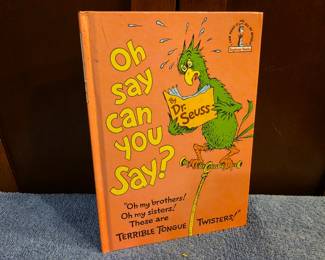 Oh
say
can
you
Say?
By
Dr.
Seuss
"Oh my brothers!
Oh my sisters!
These are
TERRIBLE TONGUE
TWISTERS!"